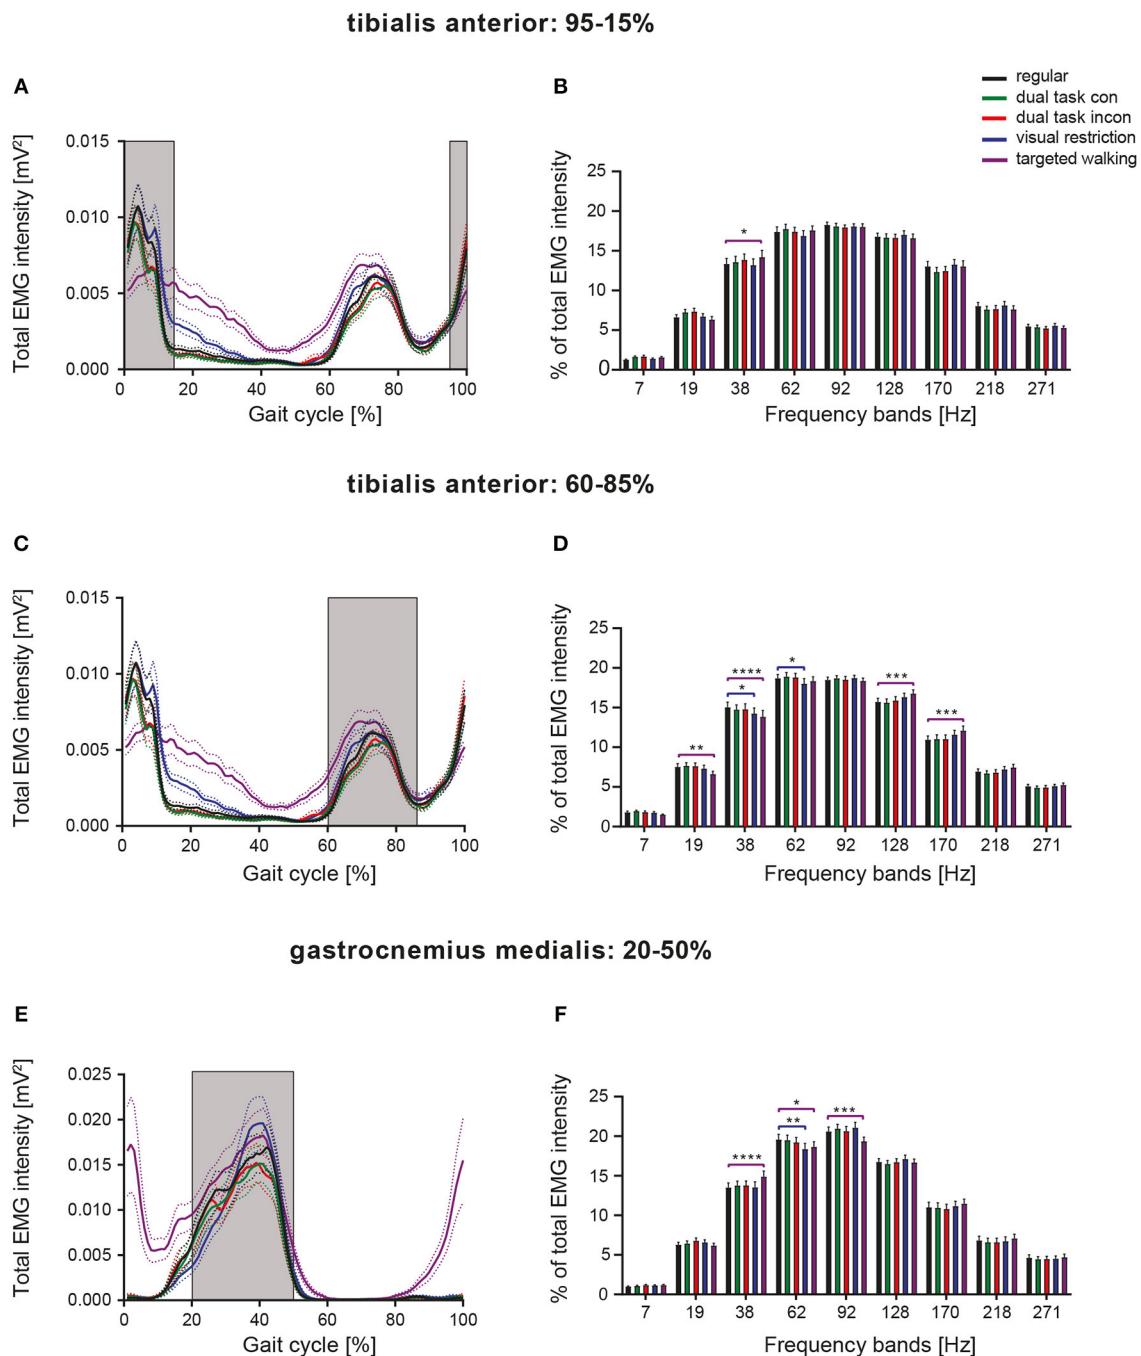 tibialis anterior: 95-15%
A
B
regular
dual task con
dual task incon
visual restriction
targeted walking
Total EMG intensity [mV²]
0.015
0.010
0.005
0.000
0 20 40 60 80 100
Gait cycle [%]
% of total EMG intensity
25
20
15
10
5
0
*
7 19 38 62 92 128 170 218 271
Frequency bands [Hz]
tibialis anterior: 60-85%
C
D
Total EMG intensity [mV²]
0.015
0.010
0.005
0.000
0 20 40 60 80 100
Gait cycle [%]
% of total EMG intensity
25
20
15
10
5
0
**
****
*
*
***
***
7 19 38 62 92 128 170 218 271
Frequency bands [Hz]
gastrocnemius medialis: 20-50%
E
F
Total EMG intensity [mV²]
0.025
0.020
0.015
0.010
0.005
0.000
0 20 40 60 80 100
Gait cycle [%]
% of total EMG intensity
25
20
15
10
5
0
****
*
**
***
7 19 38 62 92 128 170 218 271
Frequency bands [Hz]